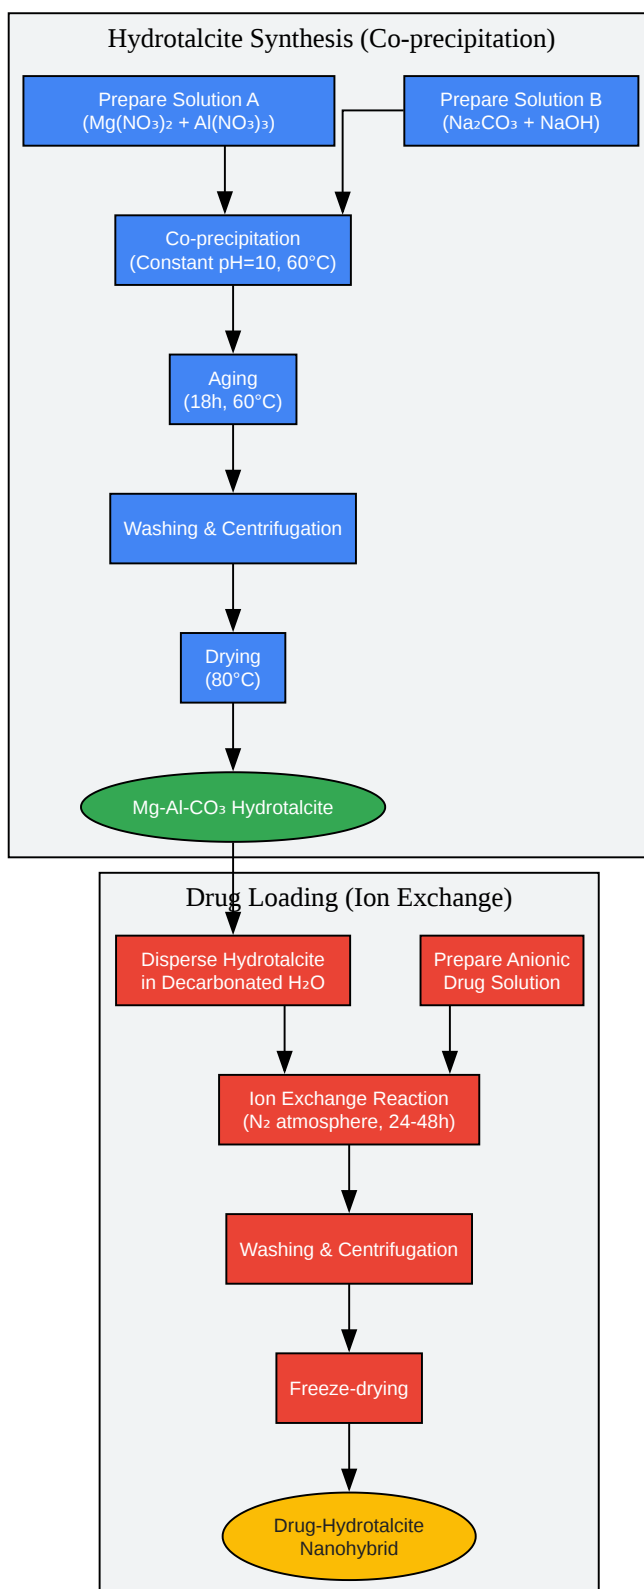 Hydrotalcite Synthesis (Co-precipitation)
Prepare Solution A
(Mg(NO₃)₂ + Al(NO₃)₃)
Prepare Solution B
(Na₂CO₃ + NaOH)
Co-precipitation
(Constant pH=10, 60°C)
Aging
(18h, 60°C)
Washing & Centrifugation
Drying
(80°C)
Mg-Al-CO₃ Hydrotalcite
Drug Loading (Ion Exchange)
Disperse Hydrotalcite
in Decarbonated H₂O
Prepare Anionic
Drug Solution
Ion Exchange Reaction
(N₂ atmosphere, 24-48h)
Washing & Centrifugation
Freeze-drying
Drug-Hydrotalcite
Nanohybrid